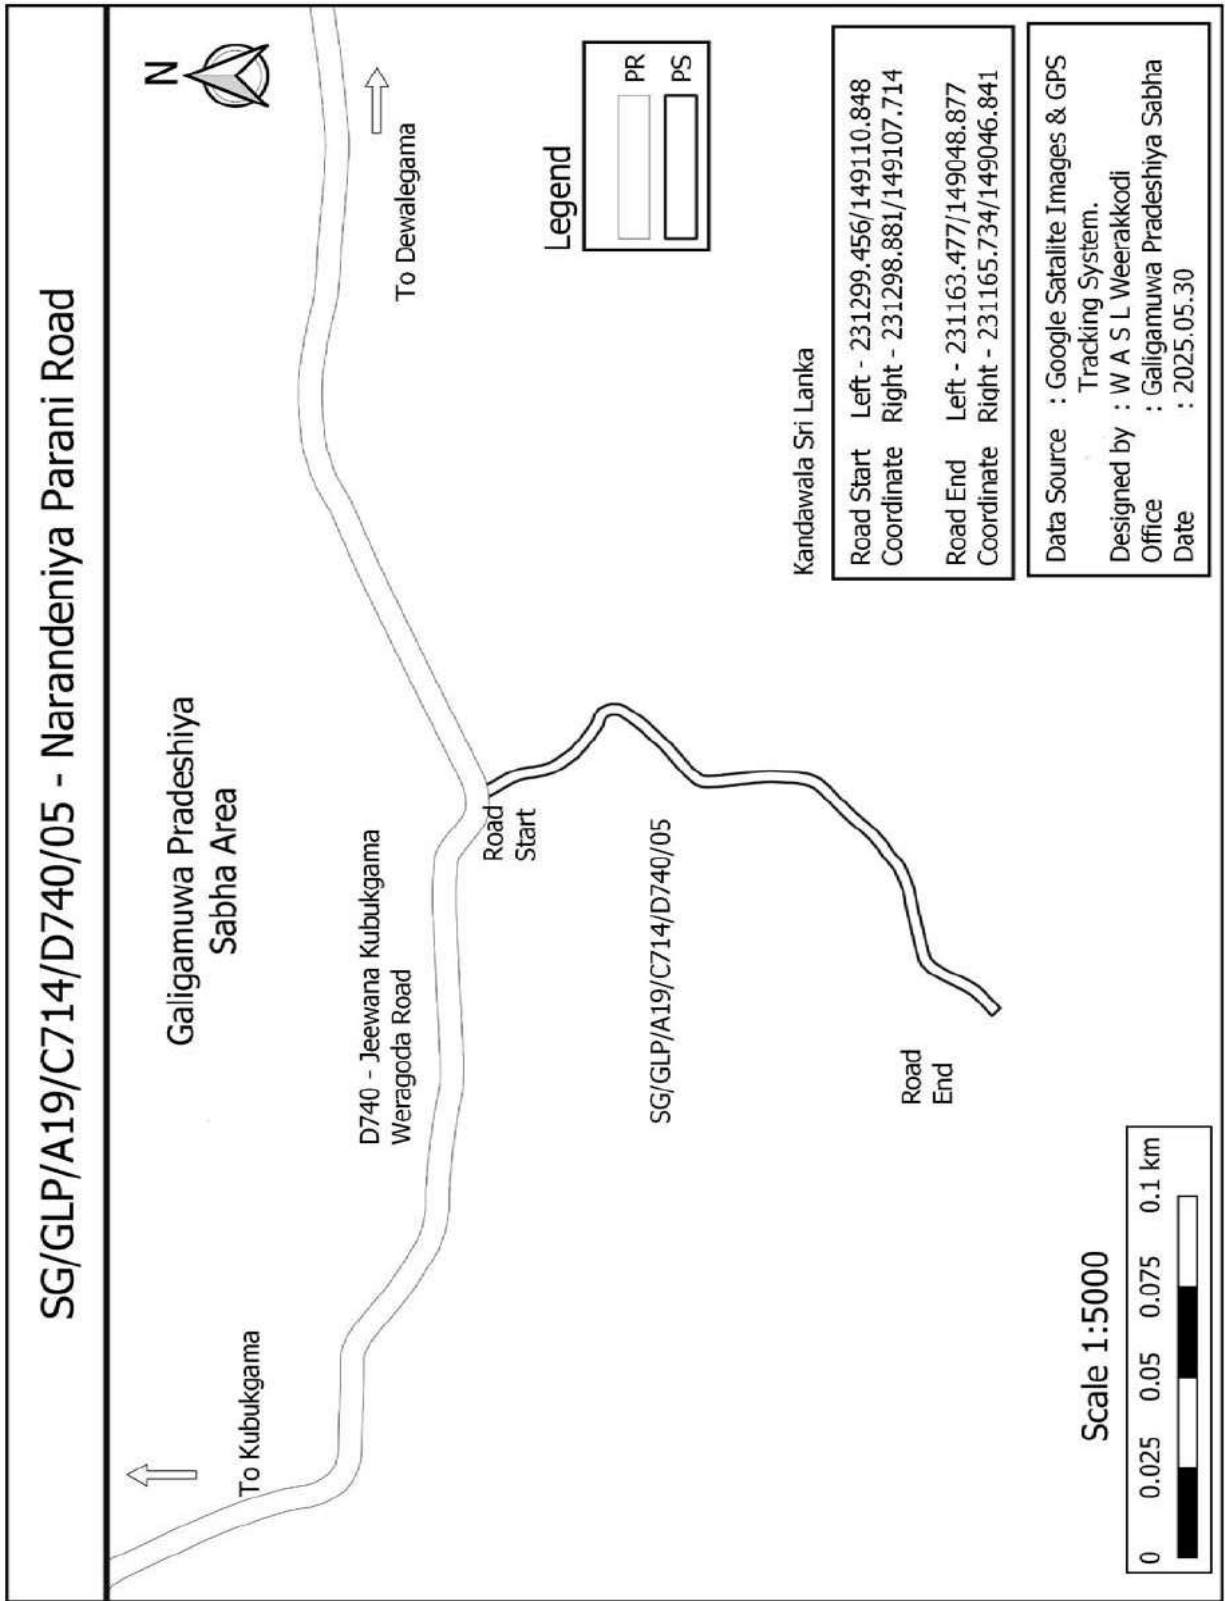 SG/GLP/A19/C714/D740/05 - Narandeniya Parani Road
N
Galigamuwa Pradeshiya
Sabha Area
To Kubukgama
D740 - Jeewana Kubukgama
Weragoda Road
To Dewalegama
Road
Start
SG/GLP/A19/C714/D740/05
Road
End
Legend
PR
PS
Kandawala Sri Lanka
Road Start Left - 231299.456/149110.848
Coordinate Right - 231298.881/149107.714
Road End Left - 231163.477/149048.877
Coordinate Right - 231165.734/149046.841
Data Source : Google Satalite Images & GPS
Tracking System.
Designed by : W A S L Weerakkodi
Office : Galigamuwa Pradeshiya Sabha
Date : 2025.05.30
Scale 1:5000
0 0.025 0.05 0.075 0.1 km